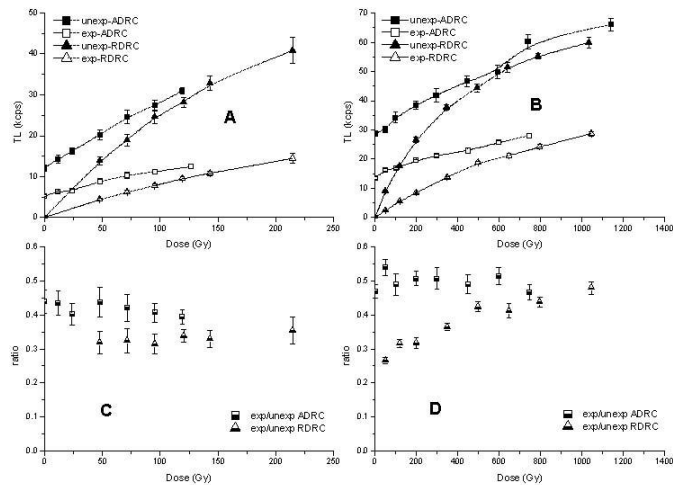 unexp-ADRC
exp-ADRC
unexp-RDRC
exp-RDRC
TL (kcps)
50
40
30
20
10
0
A
0 50 100 150 200 250
Dose (Gy)
unexp-ADRC
exp-ADRC
unexp-RDRC
exp-RDRC
TL (kcps)
70
60
50
40
30
20
10
0
B
0 200 400 600 800 1000 1200 1400
Dose (Gy)
ratio
0.6
0.5
0.4
0.3
0.2
0.1
0.0
C
exp/unexp ADRC
exp/unexp RDRC
0 50 100 150 200 250
Dose (Gy)
ratio
0.6
0.5
0.4
0.3
0.2
0.1
0.0
D
exp/unexp ADRC
exp/unexp RDRC
0 200 400 600 800 1000 1200 1400
Dose (Gy)